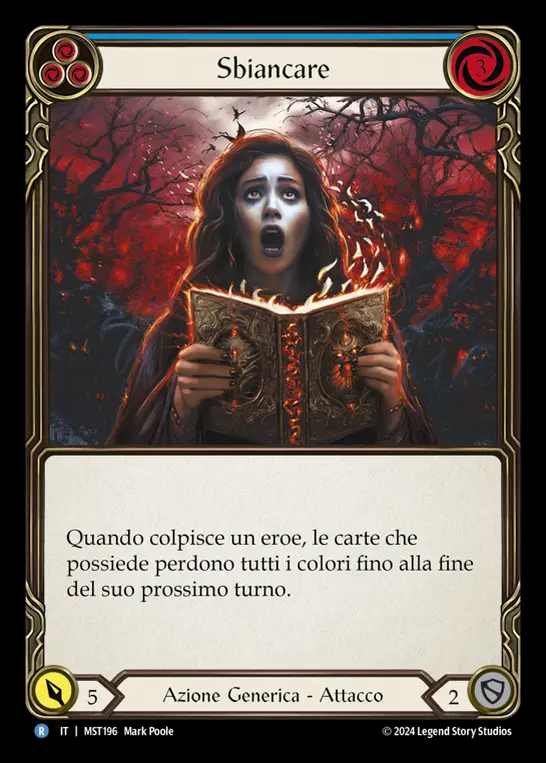 Sbiancare
3
Quando colpisce un eroe, le carte che
possiede perdono tutti i colori fino alla fine
del suo prossimo turno.
5
Azione Generica - Attacco
2
R IT | MST196 Mark Poole
© 2024 Legend Story Studios